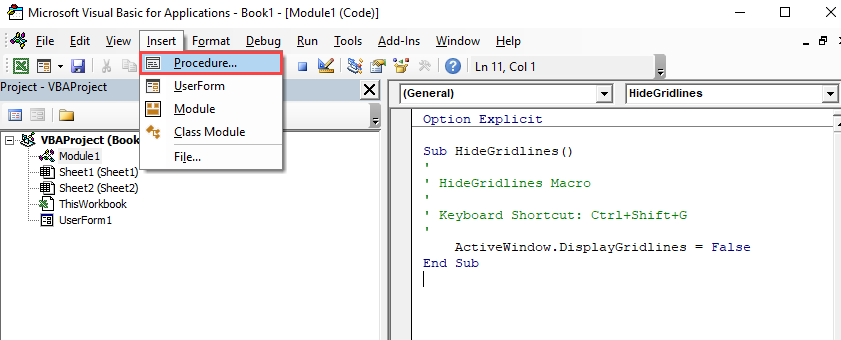 Microsoft Visual Basic for Applications - Book1 - [Module1 (Code)]
File Edit View Insert Format Debug Run Tools Add-Ins Window Help
Ln 11, Col 1
Procedure...
UserForm
Module
Class Module
File...
Project - VBAProject
VBAProject (Book
Module1
Sheet1 (Sheet1)
Sheet2 (Sheet2)
ThisWorkbook
UserForm1
(General) HideGridlines
Option Explicit
Sub HideGridlines()
'
' HideGridlines Macro
'
' Keyboard Shortcut: Ctrl+Shift+G
'
ActiveWindow.DisplayGridlines = False
End Sub